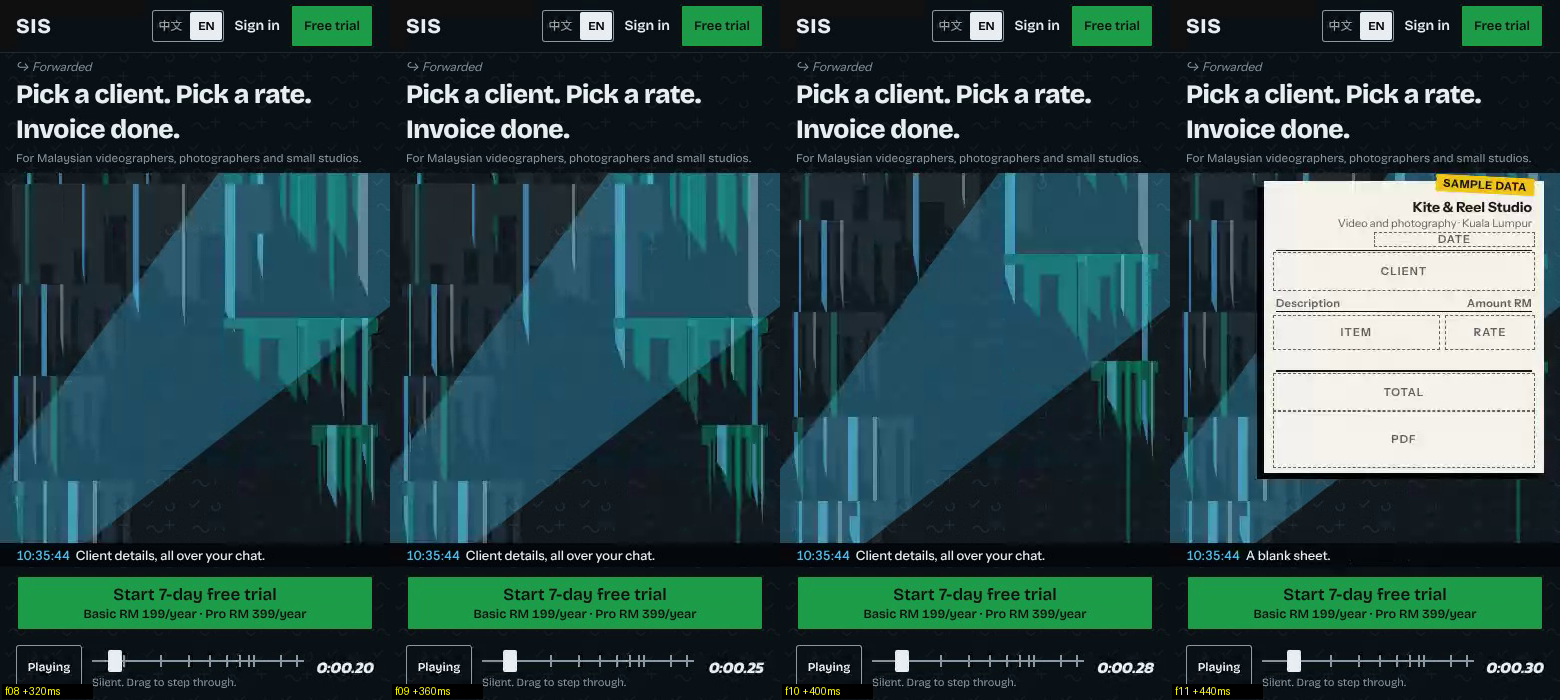 SIS 中文 EN Sign in Free trial
Forwarded
Pick a client. Pick a rate.
Invoice done.
For Malaysian videographers, photographers and small studios.
10:35:44 Client details, all over your chat.
Start 7-day free trial
Basic RM 199/year · Pro RM 399/year
Playing 0:00.20
Silent. Drag to step through.
f08 +320ms
SIS 中文 EN Sign in Free trial
Forwarded
Pick a client. Pick a rate.
Invoice done.
For Malaysian videographers, photographers and small studios.
10:35:44 Client details, all over your chat.
Start 7-day free trial
Basic RM 199/year · Pro RM 399/year
Playing 0:00.25
Silent. Drag to step through.
f09 +360ms
SIS 中文 EN Sign in Free trial
Forwarded
Pick a client. Pick a rate.
Invoice done.
For Malaysian videographers, photographers and small studios.
10:35:44 Client details, all over your chat.
Start 7-day free trial
Basic RM 199/year · Pro RM 399/year
Playing 0:00.28
Silent. Drag to step through.
f10 +400ms
SIS 中文 EN Sign in Free trial
Forwarded
Pick a client. Pick a rate.
Invoice done.
For Malaysian videographers, photographers and small studios.
SAMPLE DATA
Kite & Reel Studio
Video and photography · Kuala Lumpur
DATE
CLIENT
Description Amount RM
ITEM RATE
TOTAL
PDF
10:35:44 A blank sheet.
Start 7-day free trial
Basic RM 199/year · Pro RM 399/year
Playing 0:00.30
Silent. Drag to step through.
f11 +440ms